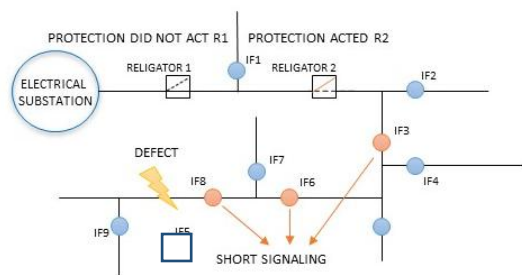 PROTECTION DID NOT ACT R1
PROTECTION ACTED R2
RELIGATOR 1
IF1
RELIGATOR 2
IF2
ELECTRICAL
SUBSTATION
IF3
DEFECT
IF7
IF4
IF8
IF6
IF9
IF5
SHORT SIGNALING